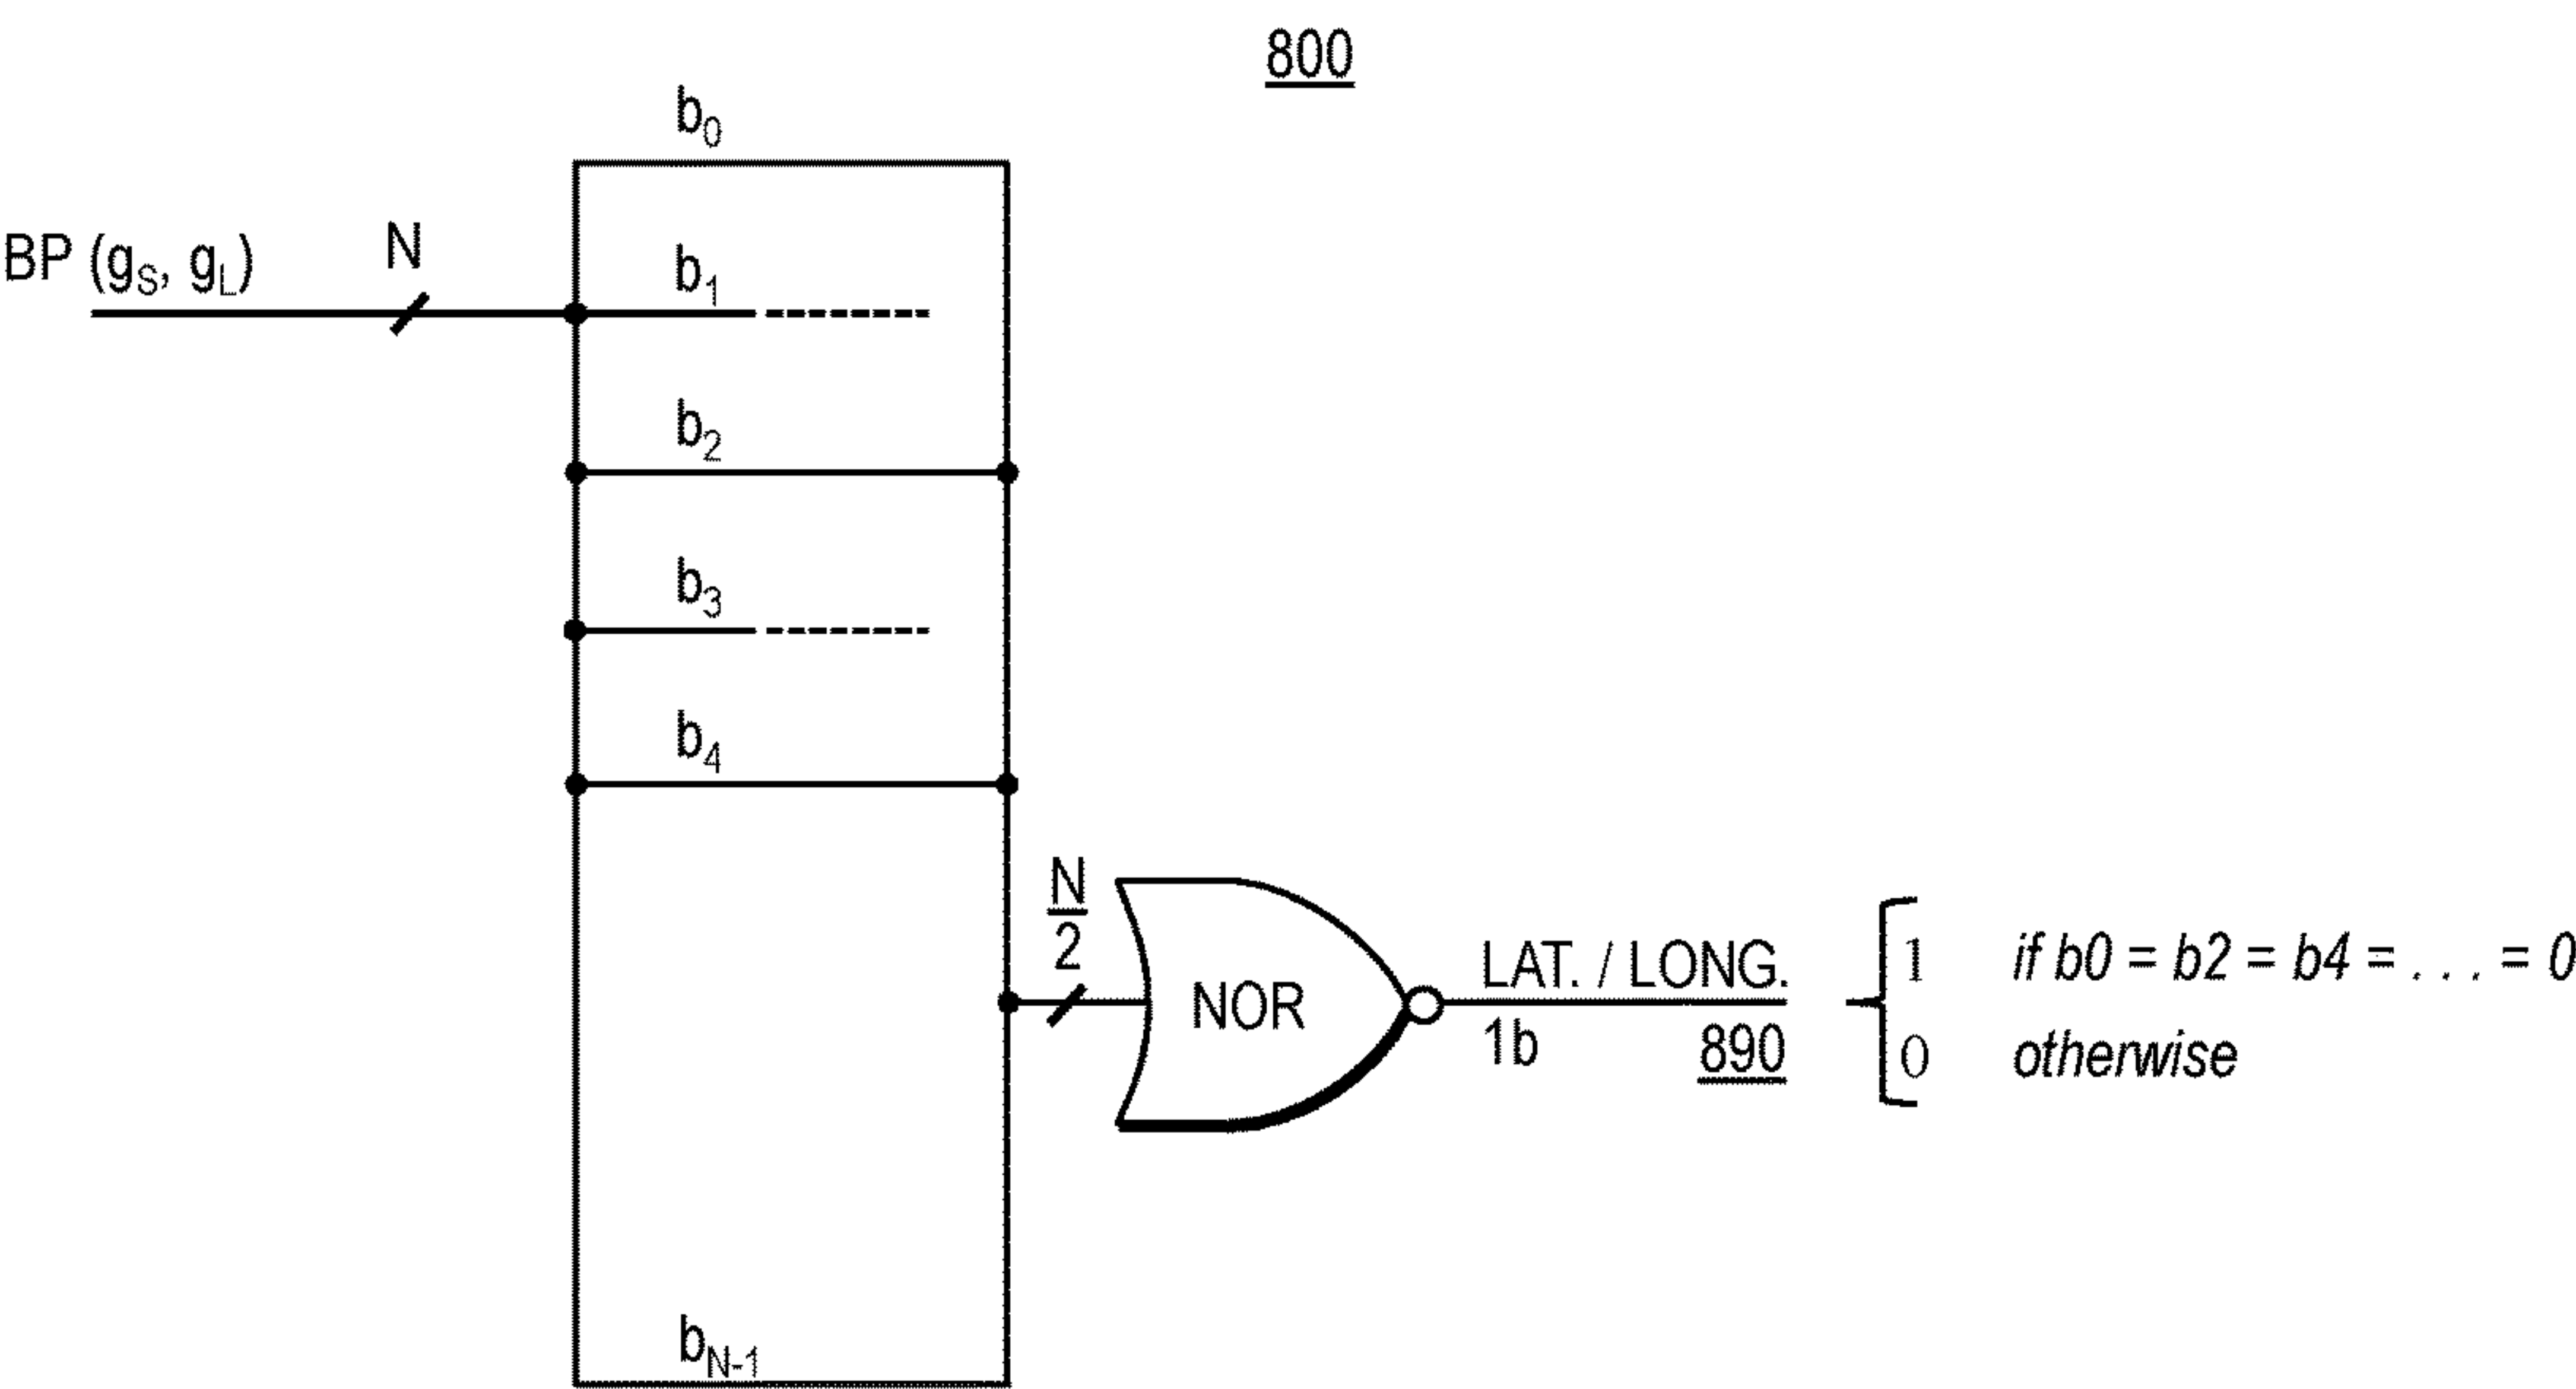 800
b0
BP (gS, gL)
N
b1
b2
b3
b4
N
2
NOR
LAT. / LONG.
1b
890
1 if b0 = b2 = b4 = . . . = 0
0 otherwise
bN-1